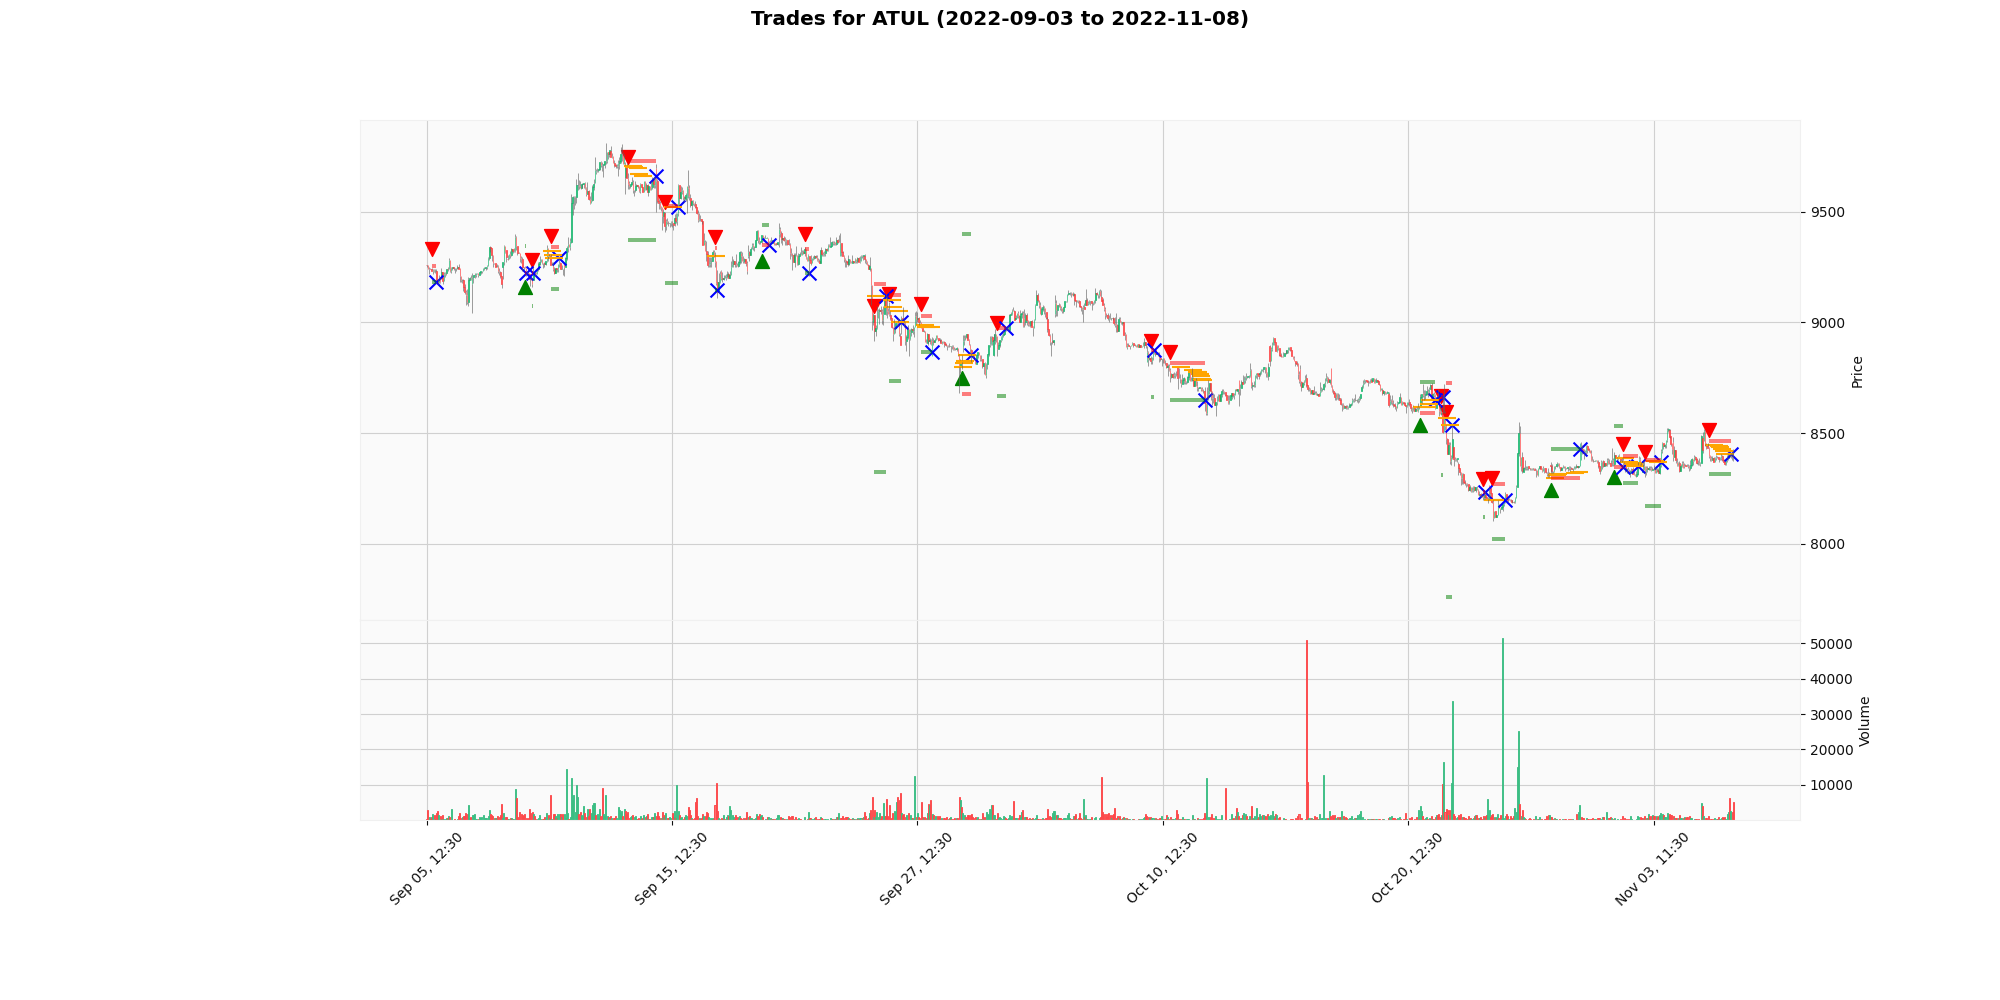 Trades for ATUL (2022-09-03 to 2022-11-08)
9500
9000
8500
8000
Price
50000
40000
30000
20000
10000
Volume
Sep 05, 12:30
Sep 15, 12:30
Sep 27, 12:30
Oct 10, 12:30
Oct 20, 12:30
Nov 03, 11:30